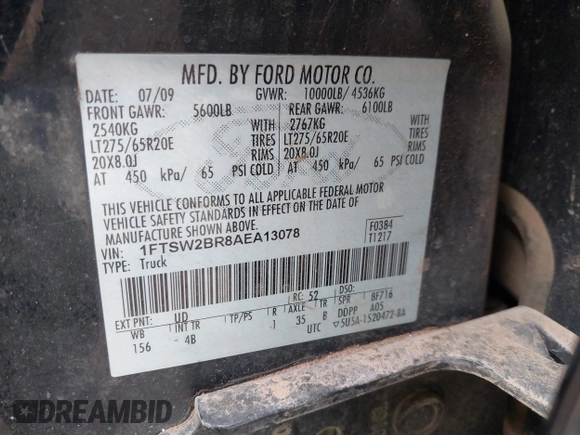 MFD. BY FORD MOTOR CO.
DATE: 07/09 GVWR: 10000LB/ 4536KG
FRONT GAWR: 5600LB REAR GAWR: 6100LB
2540KG WITH 2767KG WITH
LT275/65R20E TIRES LT275/65R20E TIRES
20X8.0J RIMS 20X8.0J RIMS
AT 450 kPa/ 65 PSI COLD AT 450 kPa/ 65 PSI COLD
THIS VEHICLE CONFORMS TO ALL APPLICABLE FEDERAL MOTOR
VEHICLE SAFETY STANDARDS IN EFFECT ON THE DATE OF
MANUFACTURE SHOWN ABOVE.
VIN: 1FTSW2BR8AEA13078 F0384
TYPE: Truck T1217
RC: 52 DSO:
EXT PNT: UD R AXLE TR SPR BF716
WB INT TR TP/PS I 35 B DDPP A05
156 4B UTC ▽5U5A-1520472-BA
DREAMBID